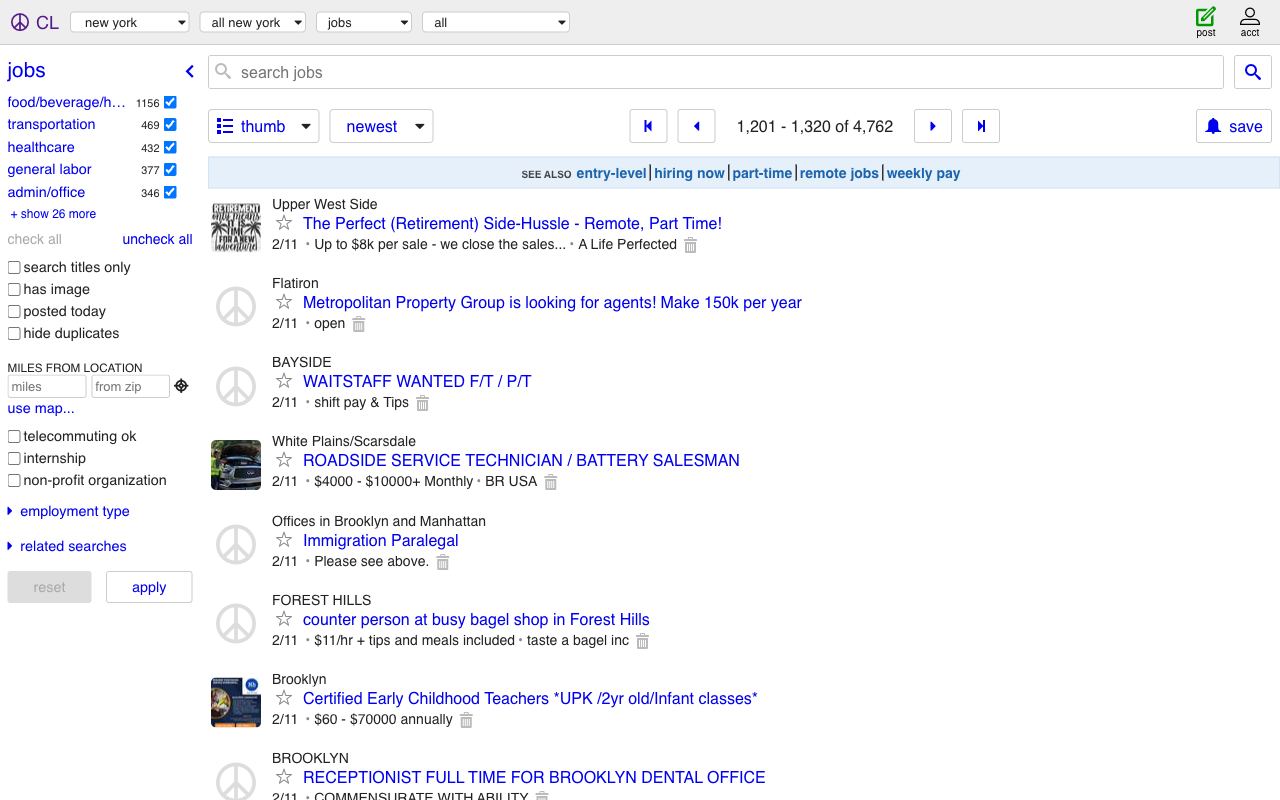 CL new york all new york jobs all post acct
jobs
food/beverage/h... 1156
transportation 469
healthcare 432
general labor 377
admin/office 346
+ show 26 more
check all uncheck all
search titles only
has image
posted today
hide duplicates
MILES FROM LOCATION
miles from zip
use map...
telecommuting ok
internship
non-profit organization
employment type
related searches
reset apply
search jobs
thumb newest 1,201 - 1,320 of 4,762 save
SEE ALSO entry-level hiring now part-time remote jobs weekly pay
RETIREMENT
Upper West Side
The Perfect (Retirement) Side-Hussle - Remote, Part Time!
2/11 · Up to $8k per sale - we close the sales... · A Life Perfected
Flatiron
Metropolitan Property Group is looking for agents! Make 150k per year
2/11 · open
BAYSIDE
WAITSTAFF WANTED F/T / P/T
2/11 · shift pay & Tips
White Plains/Scarsdale
ROADSIDE SERVICE TECHNICIAN / BATTERY SALESMAN
2/11 · $4000 - $10000+ Monthly · BR USA
Offices in Brooklyn and Manhattan
Immigration Paralegal
2/11 · Please see above.
FOREST HILLS
counter person at busy bagel shop in Forest Hills
2/11 · $11/hr + tips and meals included · taste a bagel inc
Brooklyn
Certified Early Childhood Teachers *UPK /2yr old/Infant classes*
2/11 · $60 - $70000 annually
BROOKLYN
RECEPTIONIST FULL TIME FOR BROOKLYN DENTAL OFFICE
2/11 · COMMENSURATE WITH ABILITY